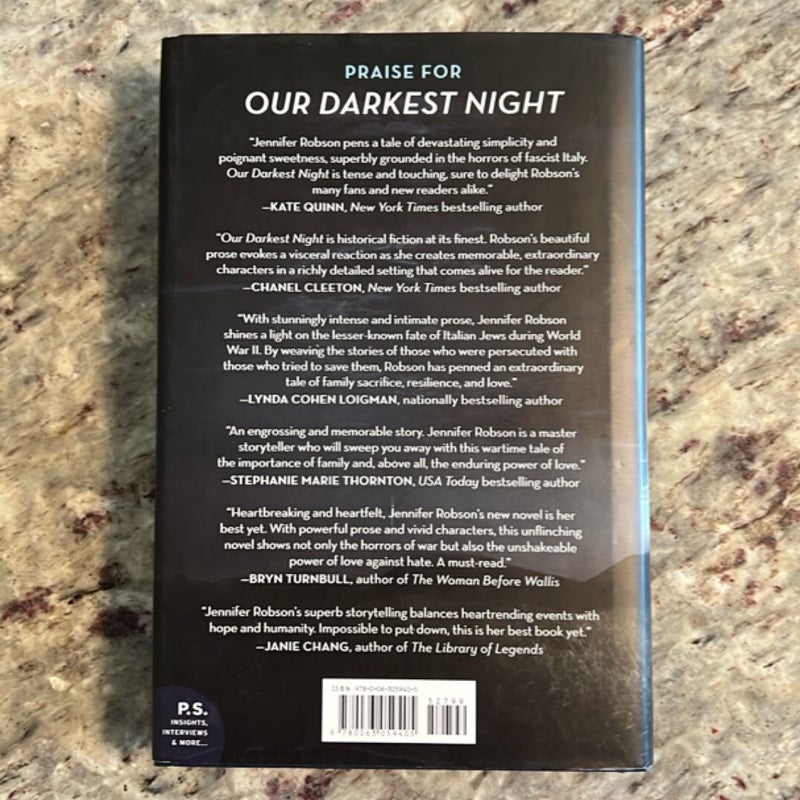 PRAISE FOR
OUR DARKEST NIGHT
“Jennifer Robson pens a tale of devastating simplicity and
poignant sweetness, superbly grounded in the horrors of fascist Italy.
Our Darkest Night is tense and touching, sure to delight Robson’s
many fans and new readers alike.”
—KATE QUINN, New York Times bestselling author
“Our Darkest Night is historical fiction at its finest. Robson’s beautiful
prose evokes a visceral reaction as she creates memorable, extraordinary
characters in a richly detailed setting that comes alive for the reader.”
—CHANEL CLEETON, New York Times bestselling author
“With stunningly intense and intimate prose, Jennifer Robson
shines a light on the lesser-known fate of Italian Jews during World
War II. By weaving the stories of those who were persecuted with
those who tried to save them, Robson has penned an extraordinary
tale of family sacrifice, resilience, and love.”
—LYNDA COHEN LOIGMAN, nationally bestselling author
“An engrossing and memorable story. Jennifer Robson is a master
storyteller who will sweep you away with this wartime tale of
the importance of family and, above all, the enduring power of love.”
—STEPHANIE MARIE THORNTON, USA Today bestselling author
“Heartbreaking and heartfelt, Jennifer Robson’s new novel is her
best yet. With powerful prose and vivid characters, this unflinching
novel shows not only the horrors of war but also the unshakeable
power of love against hate. A must-read.”
—BRYN TURNBULL, author of The Woman Before Wallis
“Jennifer Robson’s superb storytelling balances heartrending events with
hope and humanity. Impossible to put down, this is her best book yet.”
—JANIE CHANG, author of The Library of Legends
P.S.
INSIGHTS,
INTERVIEWS
& MORE...
ISBN 978-0-06-305940-5
52799
9 780063 059405